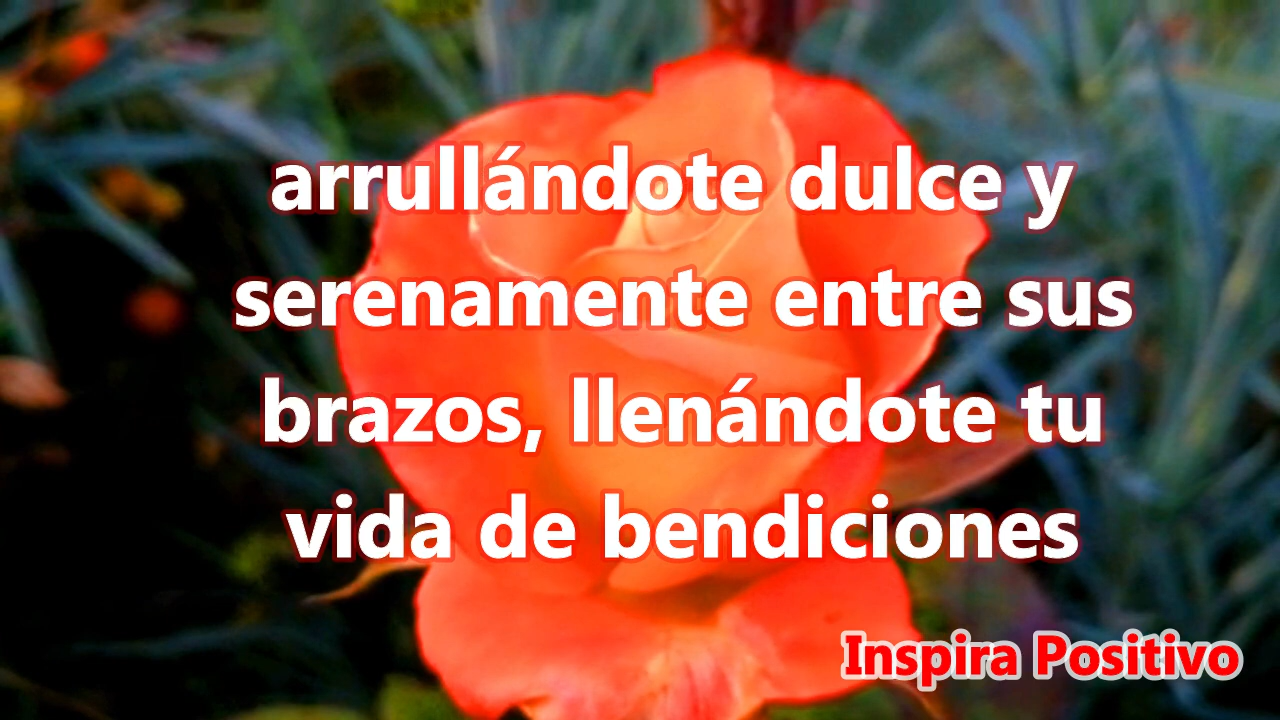 arrullándote dulce y
serenamente entre sus
brazos, llenándote tu
vida de bendiciones
Inspira Positivo